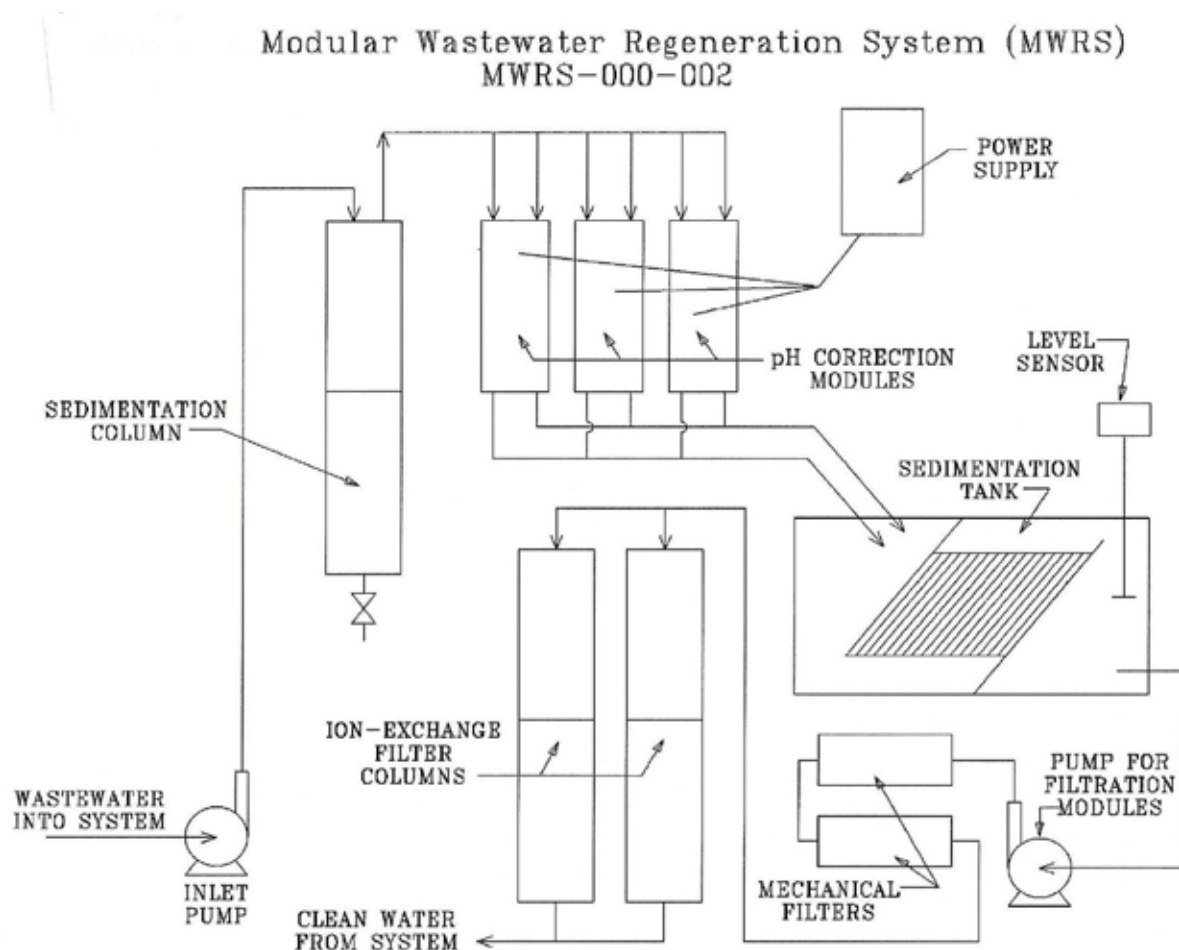 Modular Wastewater Regeneration System (MWRS)
MWRS-000-002
POWER
SUPPLY
pH CORRECTION
MODULES
LEVEL
SENSOR
SEDIMENTATION
COLUMN
SEDIMENTATION
TANK
ION-EXCHANGE
FILTER
COLUMNS
PUMP FOR
FILTRATION
MODULES
WASTEWATER
INTO SYSTEM
INLET
PUMP
MECHANICAL
FILTERS
CLEAN WATER
FROM SYSTEM